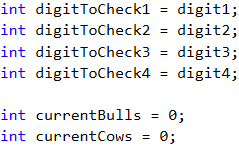 int digitToCheck1 = digit1;
int digitToCheck2 = digit2;
int digitToCheck3 = digit3;
int digitToCheck4 = digit4;
int currentBulls = 0;
int currentCows = 0;